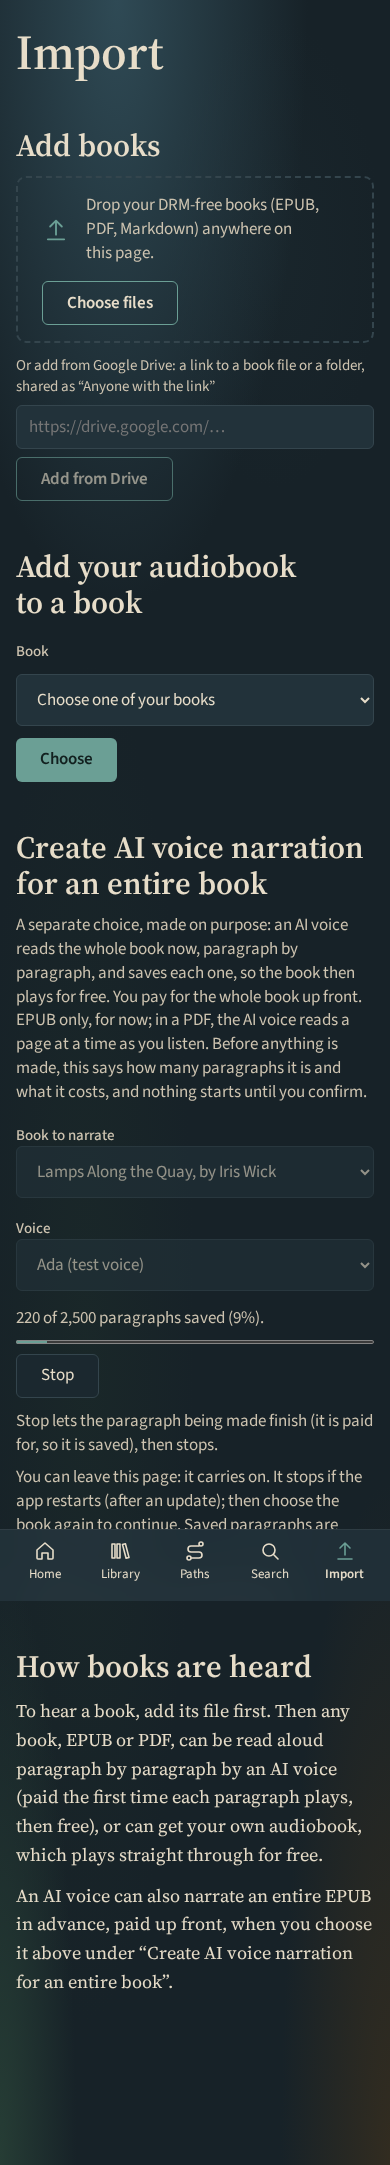 Import
Add books
Drop your DRM-free books (EPUB,
PDF, Markdown) anywhere on
this page.
Choose files
Or add from Google Drive: a link to a book file or a folder,
shared as “Anyone with the link”
https://drive.google.com/…
Add from Drive
Add your audiobook
to a book
Book
Choose one of your books
Choose
Create AI voice narration
for an entire book
A separate choice, made on purpose: an AI voice
reads the whole book now, paragraph by
paragraph, and saves each one, so the book then
plays for free. You pay for the whole book up front.
EPUB only, for now; in a PDF, the AI voice reads a
page at a time as you listen. Before anything is
made, this says how many paragraphs it is and
what it costs, and nothing starts until you confirm.
Book to narrate
Lamps Along the Quay, by Iris Wick
Voice
Ada (test voice)
220 of 2,500 paragraphs saved (9%).
Stop
Stop lets the paragraph being made finish (it is paid
for, so it is saved), then stops.
You can leave this page: it carries on. It stops if the
app restarts (after an update); then choose the
book again to continue. Saved paragraphs are
Home
Library
Paths
Search
Import
How books are heard
To hear a book, add its file first. Then any
book, EPUB or PDF, can be read aloud
paragraph by paragraph by an AI voice
(paid the first time each paragraph plays,
then free), or can get your own audiobook,
which plays straight through for free.
An AI voice can also narrate an entire EPUB
in advance, paid up front, when you choose
it above under “Create AI voice narration
for an entire book”.